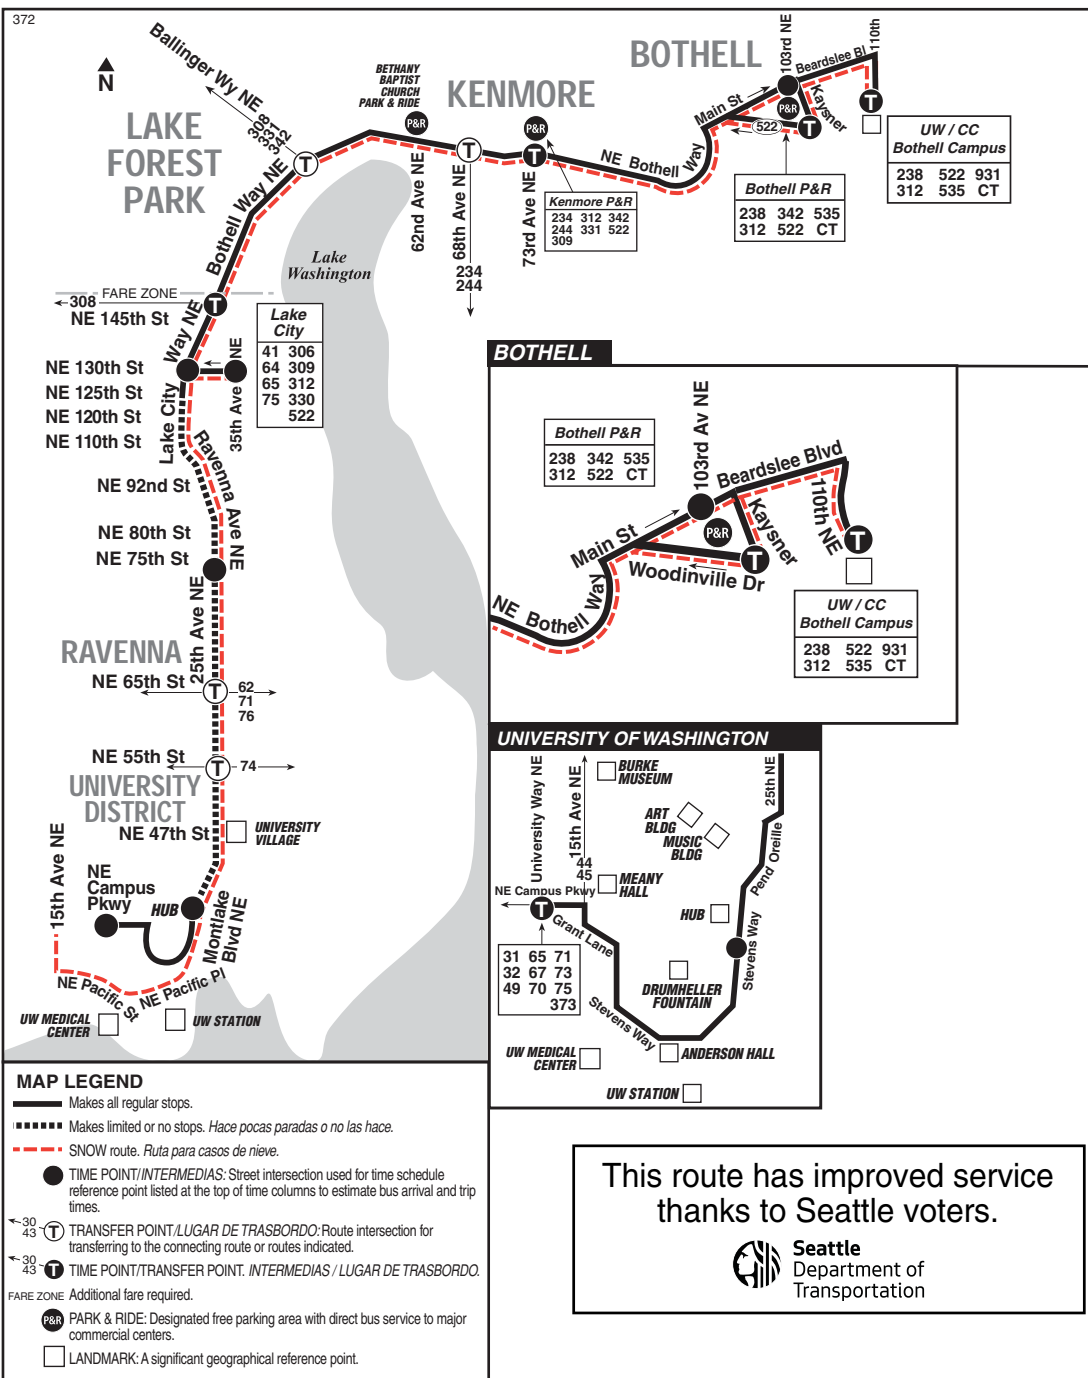 372
Ballinger Wy NE
308
331
342
LAKE
FOREST
PARK
BETHANY
BAPTIST
CHURCH
PARK & RIDE
P&R
KENMORE
P&R
BOTHELL
103rd NE
Beardslee Bl
110th
Main St
P&R
Kaysner
522
T
T
UW / CC
Bothell Campus
238 522 931
312 535 CT
Bothell P&R
238 342 535
312 522 CT
T
Bothell Way NE
62nd Ave NE
T
68th Ave NE
234
244
T
73rd Ave NE
NE Bothell Way
Kenmore P&R
234 312 342
244 331 522
309
Lake
Washington
FARE ZONE
308
T
NE 145th St
Lake City Way NE
NE 130th St
NE 125th St
NE 120th St
NE 110th St
35th Ave NE
Lake
City
41 306
64 309
65 312
75 330
522
Ravenna Ave NE
NE 92nd St
NE 80th St
NE 75th St
25th Ave NE
RAVENNA
NE 65th St
T
62
71
76
NE 55th St
T
74
UNIVERSITY
DISTRICT
NE 47th St
UNIVERSITY
VILLAGE
15th Ave NE
NE
Campus
Pkwy
HUB
Montlake
Blvd NE
NE Pacific St
NE Pacific Pl
UW MEDICAL
CENTER
UW STATION
BOTHELL
Bothell P&R
238 342 535
312 522 CT
103rd Av NE
Beardslee Blvd
Main St
P&R
Kaysner
110th NE
T
T
Woodinville Dr
NE Bothell Way
UW / CC
Bothell Campus
238 522 931
312 535 CT
UNIVERSITY OF WASHINGTON
University Way NE
15th Ave NE
BURKE
MUSEUM
25th NE
ART
BLDG
MUSIC
BLDG
Pend Oreille
44
45
MEANY
HALL
NE Campus Pkwy
T
Grant Lane
HUB
Stevens Way
31 65 71
32 67 73
49 70 75
373
DRUMHELLER
FOUNTAIN
Stevens Way
UW MEDICAL
CENTER
ANDERSON HALL
UW STATION
MAP LEGEND
Makes all regular stops.
Makes limited or no stops. Hace pocas paradas o no las hace.
SNOW route. Ruta para casos de nieve.
TIME POINT/INTERMEDIAS: Street intersection used for time schedule
reference point listed at the top of time columns to estimate bus arrival and trip
times.
30
43 T TRANSFER POINT/LUGAR DE TRASBORDO: Route intersection for
transferring to the connecting route or routes indicated.
30
43 T TIME POINT/TRANSFER POINT. INTERMEDIAS / LUGAR DE TRASBORDO.
FARE ZONE Additional fare required.
P&R PARK & RIDE: Designated free parking area with direct bus service to major
commercial centers.
LANDMARK: A significant geographical reference point.
This route has improved service
thanks to Seattle voters.
Seattle
Department of
Transportation